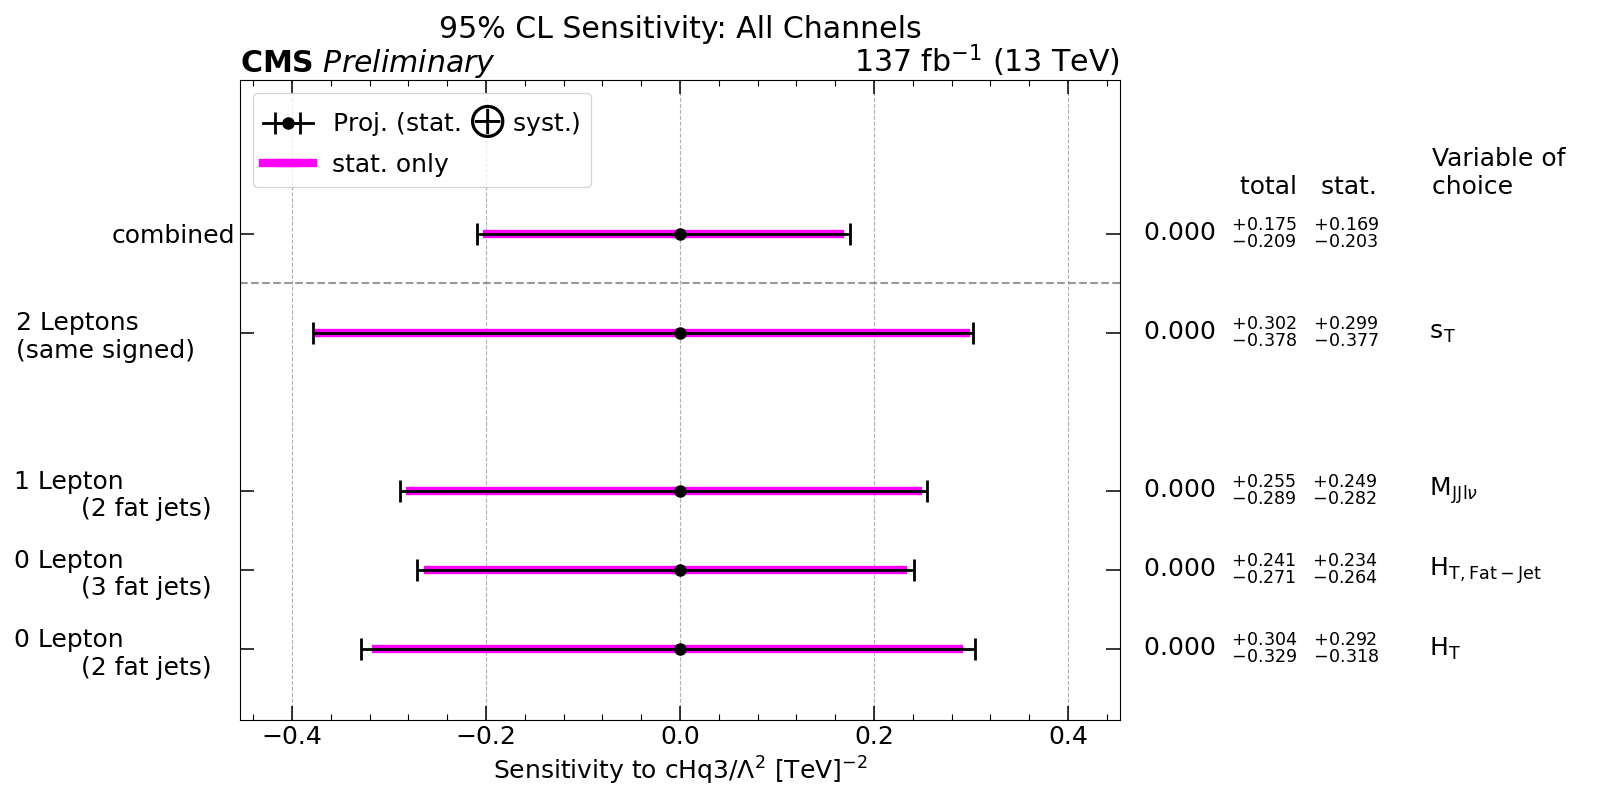 95% CL Sensitivity: All Channels
CMS Preliminary 137 fb⁻¹ (13 TeV)
Proj. (stat. ⊕ syst.)
stat. only
total stat. Variable of
choice
combined 0.000 +0.175 −0.209 +0.169 −0.203
2 Leptons
(same signed) 0.000 +0.302 −0.378 +0.299 −0.377 s_T
1 Lepton
(2 fat jets) 0.000 +0.255 −0.289 +0.249 −0.282 M_JJlν
0 Lepton
(3 fat jets) 0.000 +0.241 −0.271 +0.234 −0.264 H_T, Fat−Jet
0 Lepton
(2 fat jets) 0.000 +0.304 −0.329 +0.292 −0.318 H_T
−0.4 −0.2 0.0 0.2 0.4
Sensitivity to cHq3/Λ² [TeV]⁻²